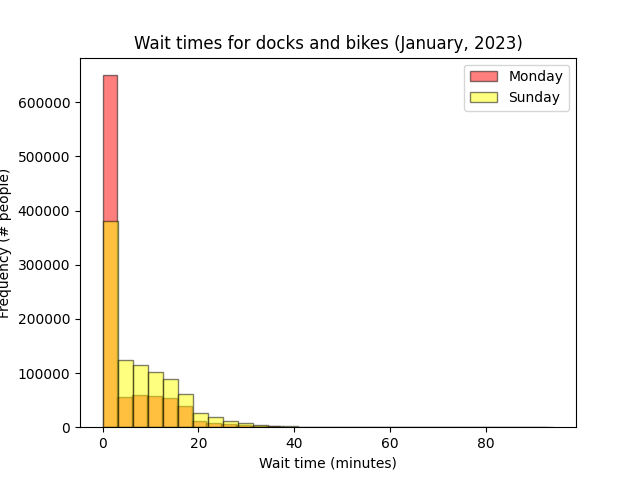 Wait times for docks and bikes (January, 2023)
Monday
Sunday
Frequency (# people)
600000
500000
400000
300000
200000
100000
0
0 20 40 60 80
Wait time (minutes)